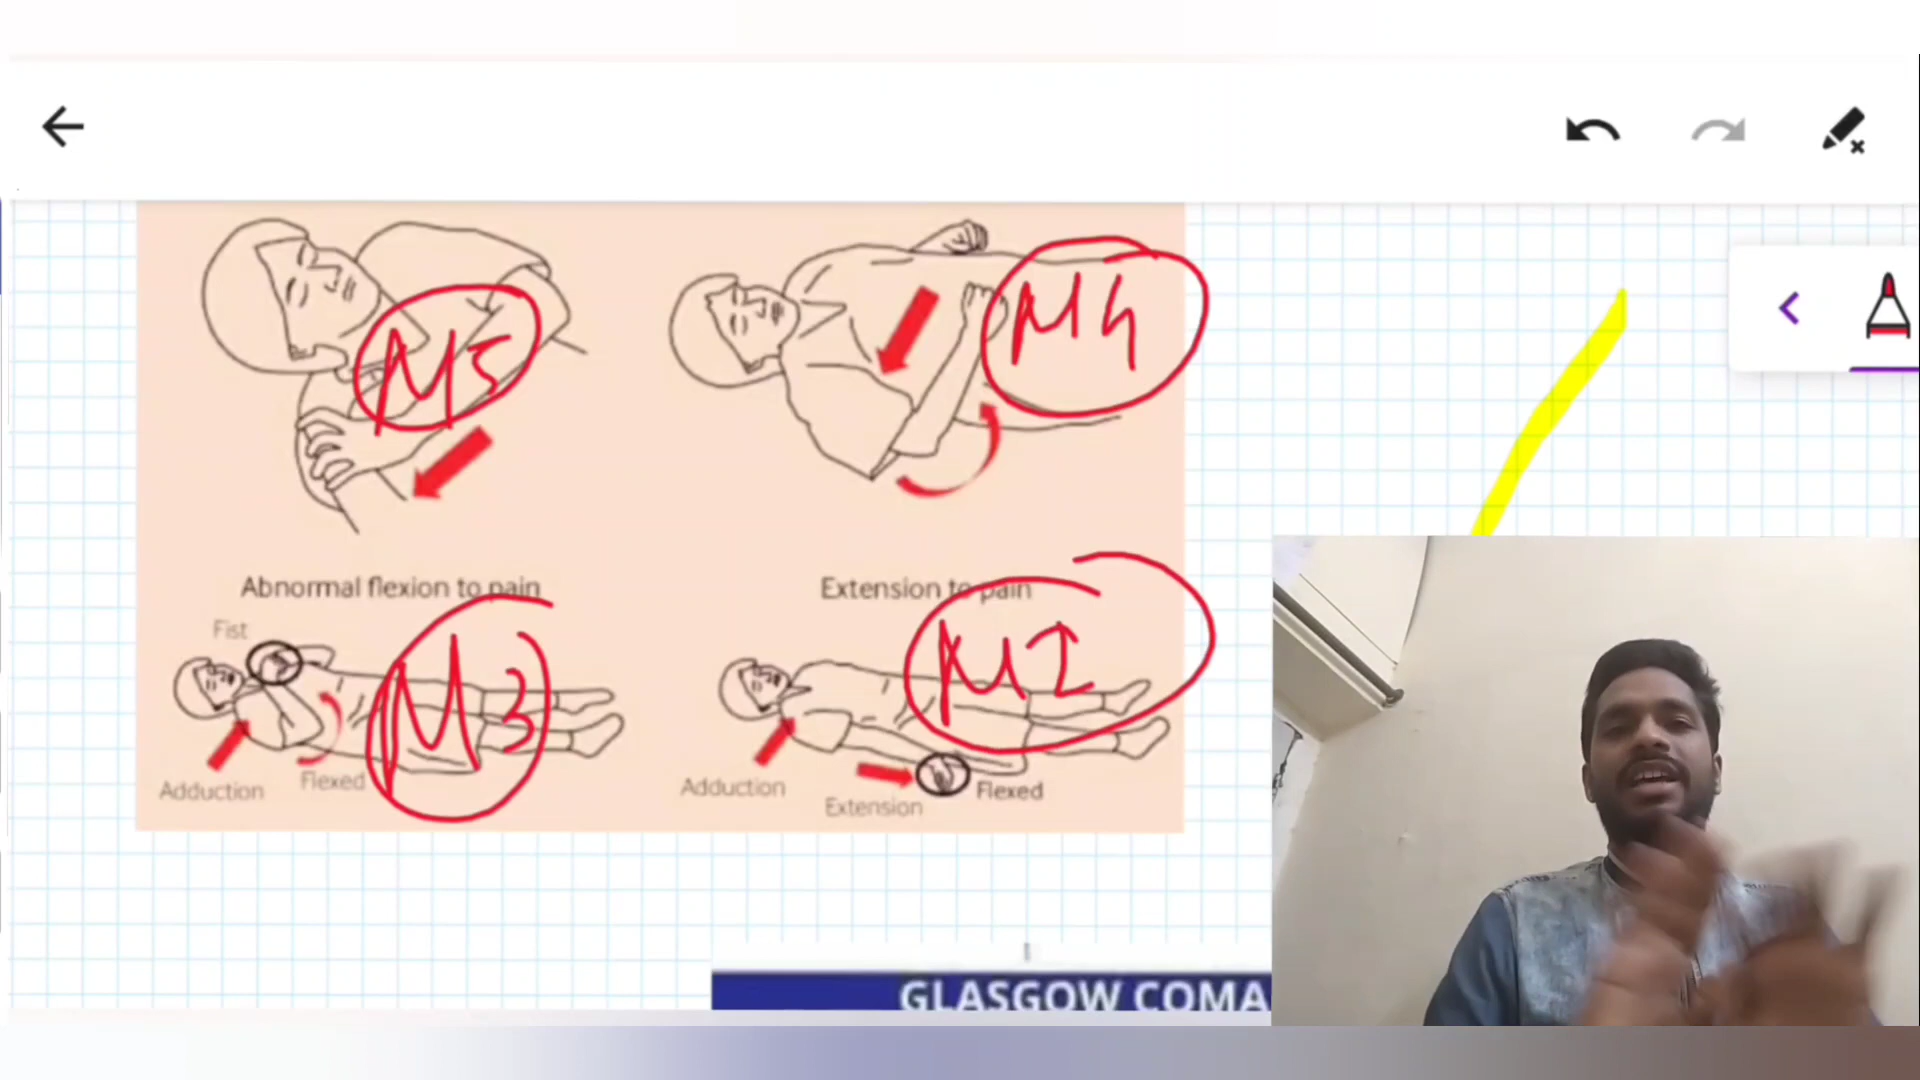 M5
M4
Abnormal flexion to pain
Extension to pain
Fist
M3
M2
Adduction
Flexed
Adduction
Extension
Flexed
GLASGOW COMA